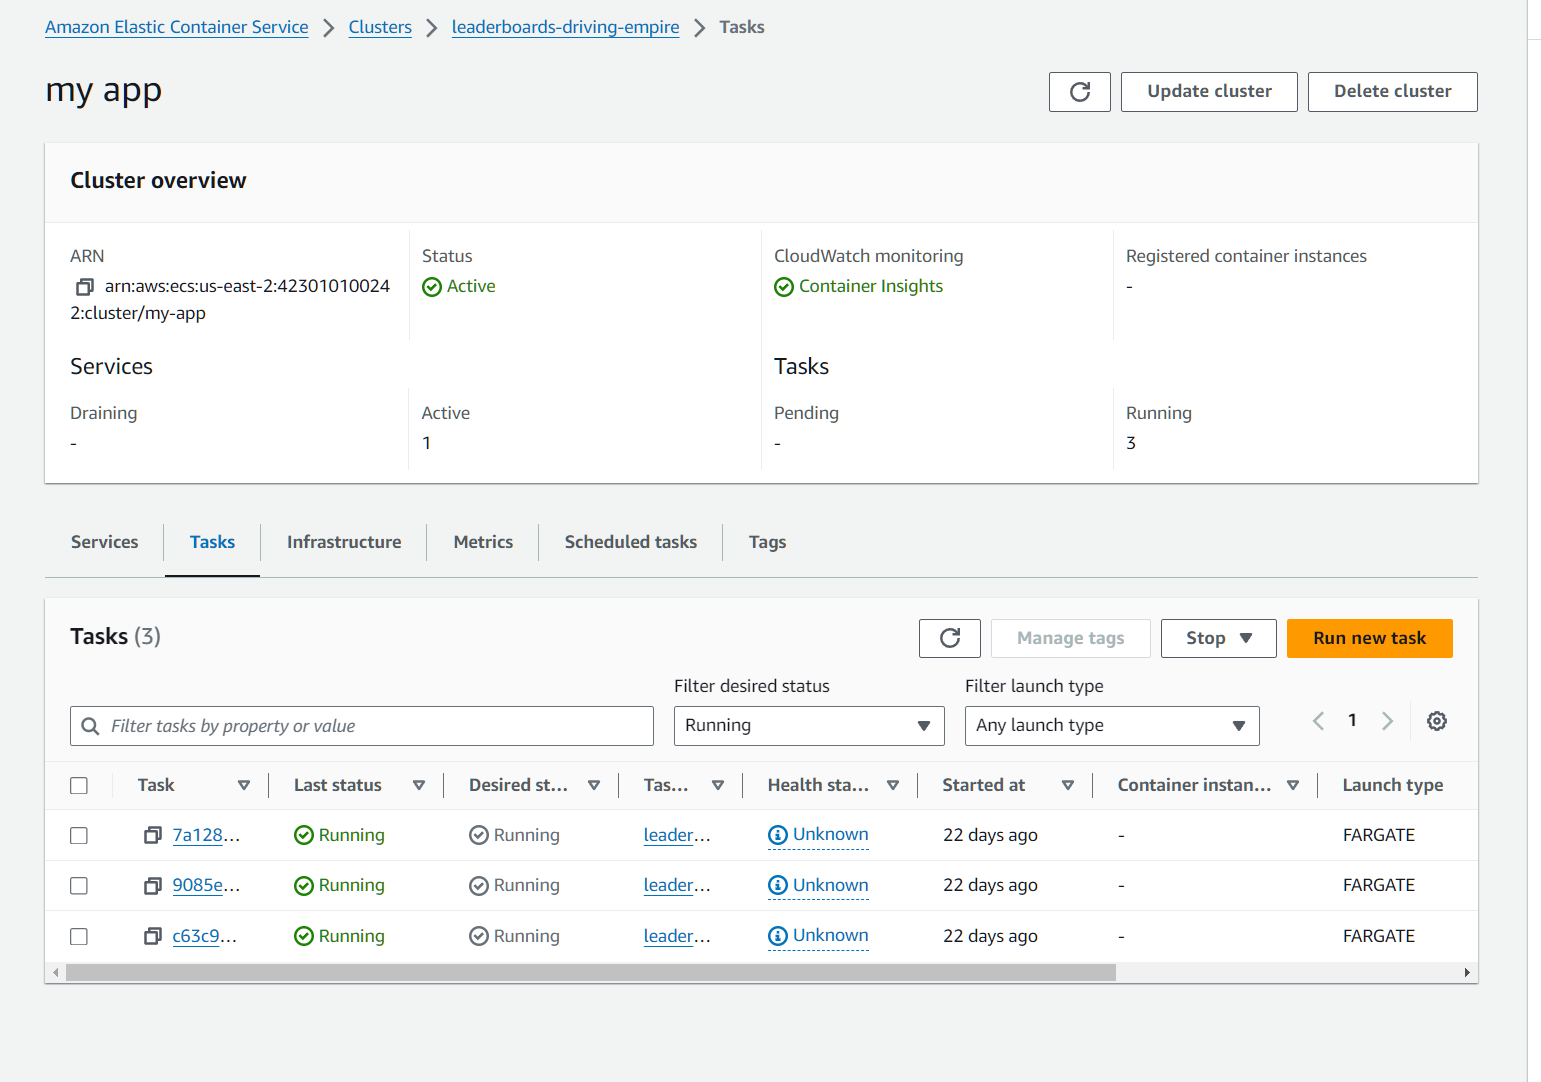 Amazon Elastic Container Service > Clusters > leaderboards-driving-empire > Tasks
my app
Update cluster
Delete cluster
Cluster overview
ARN
arn:aws:ecs:us-east-2:42301010024
2:cluster/my-app
Status
Active
CloudWatch monitoring
Container Insights
Registered container instances
-
Services
Tasks
Draining
-
Active
1
Pending
-
Running
3
Services
Tasks
Infrastructure
Metrics
Scheduled tasks
Tags
Tasks (3)
Manage tags
Stop
Run new task
Filter desired status
Filter launch type
Filter tasks by property or value
Running
Any launch type
1
Task Last status Desired st... Tas... Health sta... Started at Container instan... Launch type
7a128... Running Running leader... Unknown 22 days ago - FARGATE
9085e... Running Running leader... Unknown 22 days ago - FARGATE
c63c9... Running Running leader... Unknown 22 days ago - FARGATE